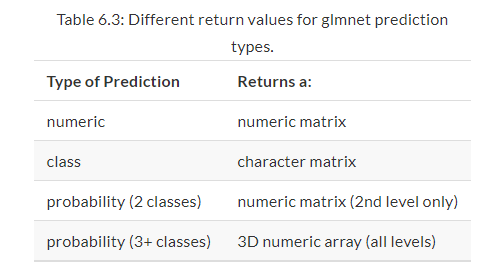 Table 6.3: Different return values for glmnet prediction
types.
Type of Prediction Returns a:
numeric numeric matrix
class character matrix
probability (2 classes) numeric matrix (2nd level only)
probability (3+ classes) 3D numeric array (all levels)